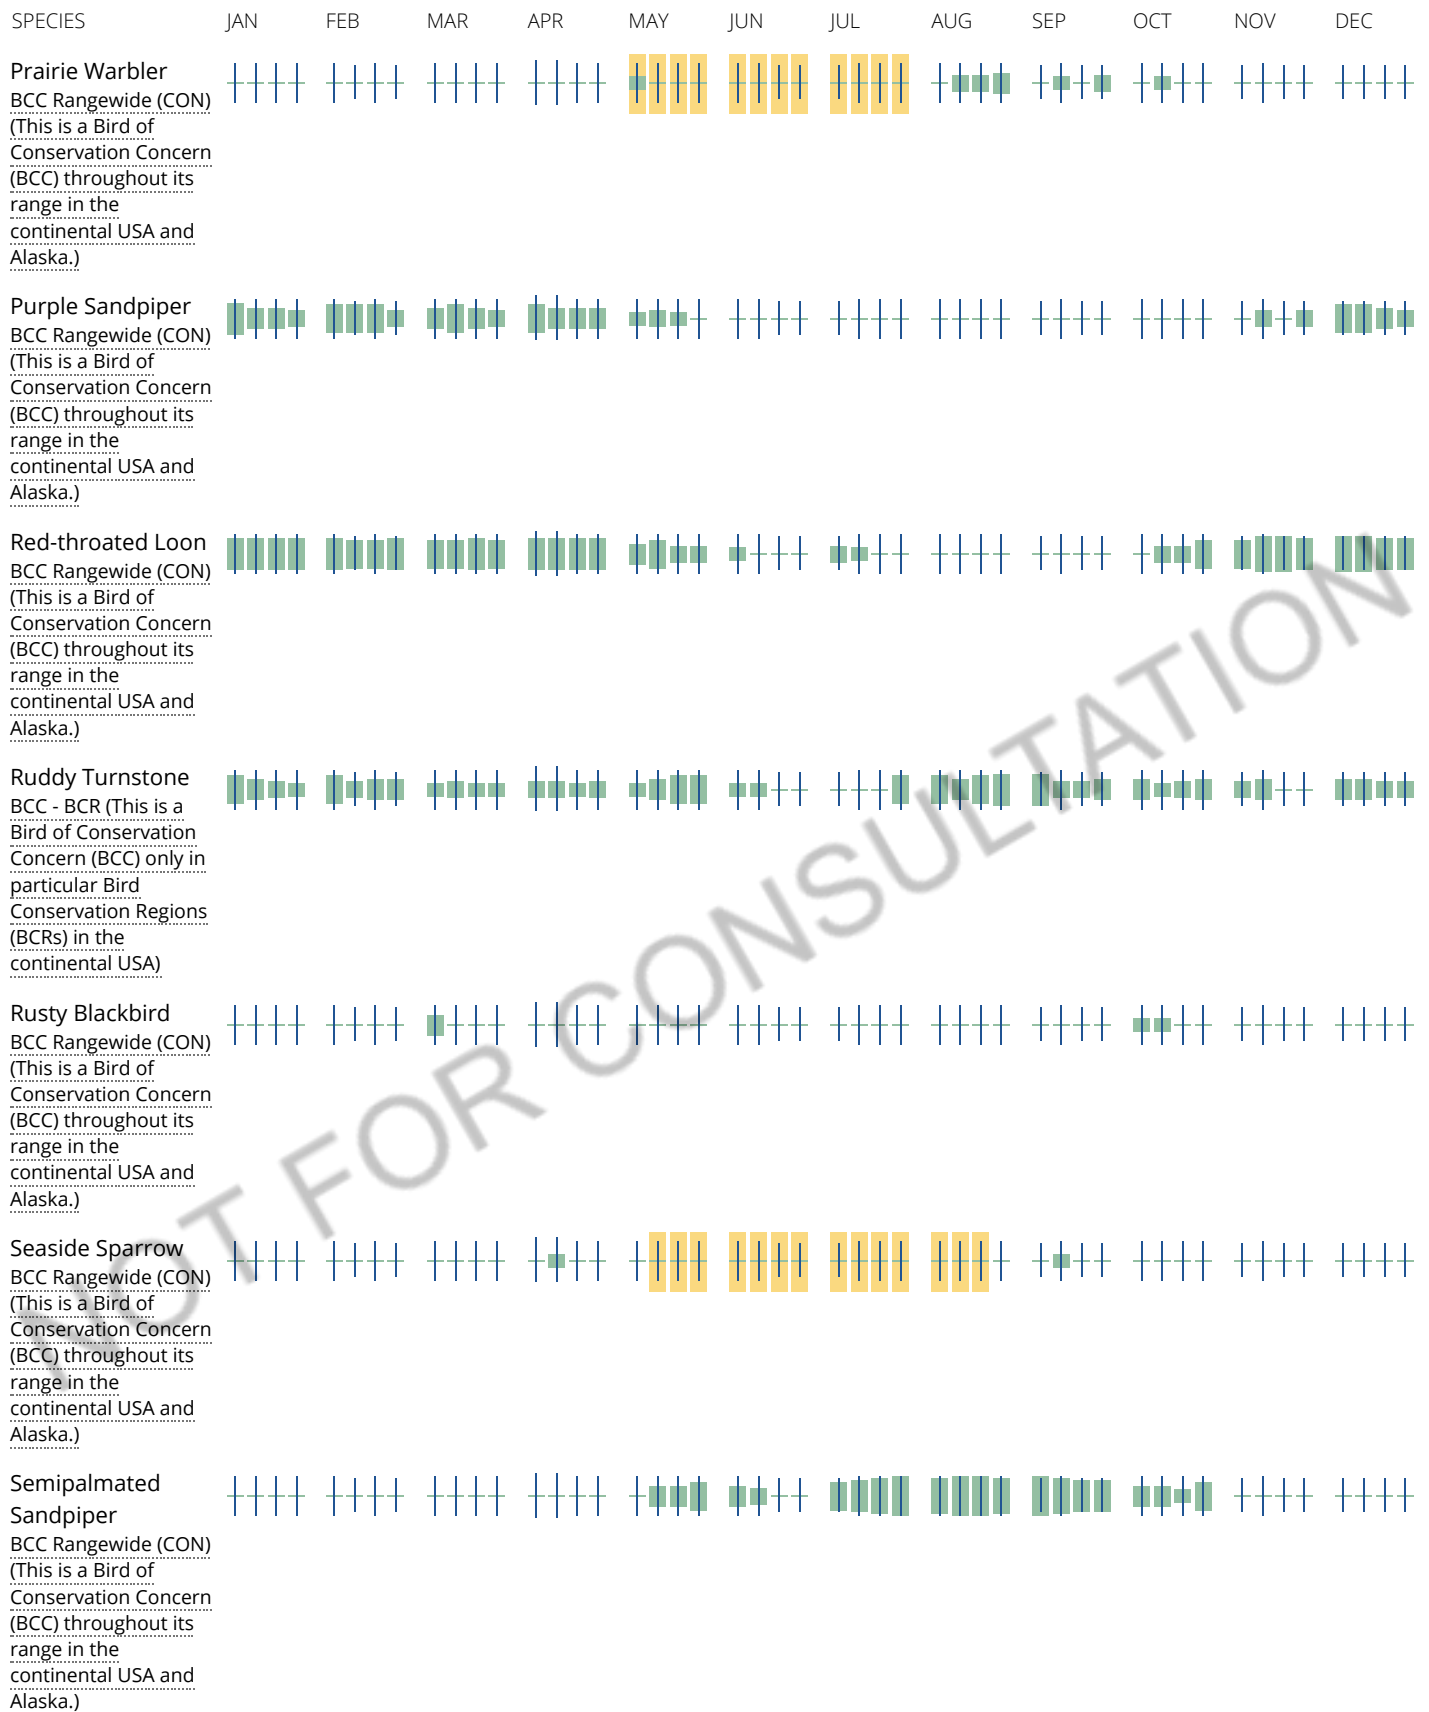 SPECIES JAN FEB MAR APR MAY JUN JUL AUG SEP OCT NOV DEC
Prairie Warbler
BCC Rangewide (CON)
(This is a Bird of
Conservation Concern
(BCC) throughout its
range in the
continental USA and
Alaska.)
Purple Sandpiper
BCC Rangewide (CON)
(This is a Bird of
Conservation Concern
(BCC) throughout its
range in the
continental USA and
Alaska.)
Red-throated Loon
BCC Rangewide (CON)
(This is a Bird of
Conservation Concern
(BCC) throughout its
range in the
continental USA and
Alaska.)
Ruddy Turnstone
BCC - BCR (This is a
Bird of Conservation
Concern (BCC) only in
particular Bird
Conservation Regions
(BCRs) in the
continental USA)
Rusty Blackbird
BCC Rangewide (CON)
(This is a Bird of
Conservation Concern
(BCC) throughout its
range in the
continental USA and
Alaska.)
Seaside Sparrow
BCC Rangewide (CON)
(This is a Bird of
Conservation Concern
(BCC) throughout its
range in the
continental USA and
Alaska.)
Semipalmated
Sandpiper
BCC Rangewide (CON)
(This is a Bird of
Conservation Concern
(BCC) throughout its
range in the
continental USA and
Alaska.)
NOT FOR CONSULTATION